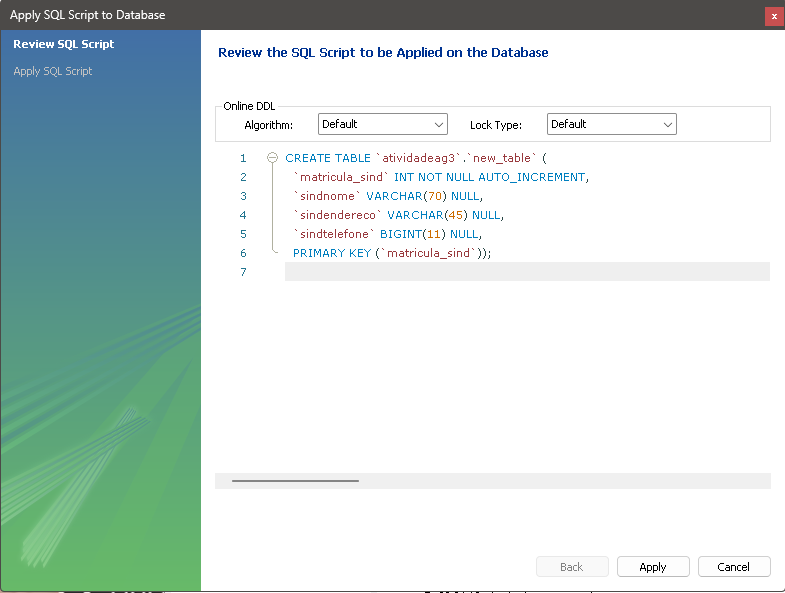 Apply SQL Script to Database
x
Review SQL Script
Apply SQL Script
Review the SQL Script to be Applied on the Database
Online DDL
Algorithm: Default Lock Type: Default
1 CREATE TABLE `atividadeag3`.`new_table` (
2 `matricula_sind` INT NOT NULL AUTO_INCREMENT,
3 `sindnome` VARCHAR(70) NULL,
4 `sindendereco` VARCHAR(45) NULL,
5 `sindtelefone` BIGINT(11) NULL,
6 PRIMARY KEY (`matricula_sind`));
7
Back Apply Cancel